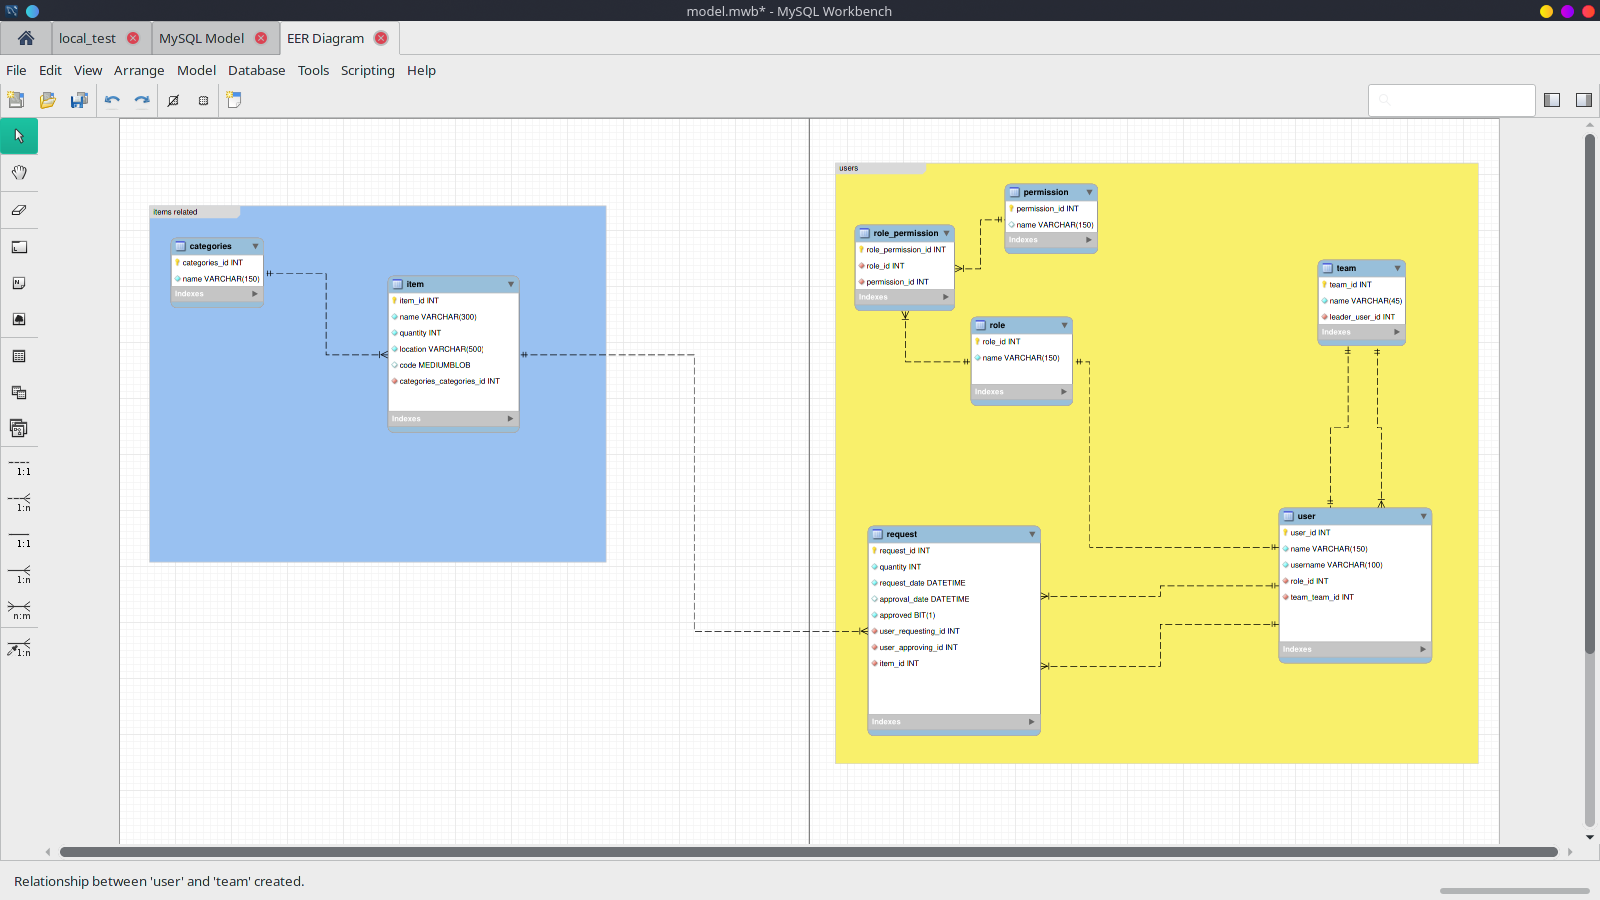 model.mwb* - MySQL Workbench
local_test
MySQL Model
EER Diagram
File Edit View Arrange Model Database Tools Scripting Help
1:1
1:n
1:1
1:n
n:m
1:n
items related
categories
categories_id INT
name VARCHAR(150)
Indexes
item
item_id INT
name VARCHAR(300)
quantity INT
location VARCHAR(500)
code MEDIUMBLOB
categories_categories_id INT
Indexes
users
permission
permission_id INT
name VARCHAR(150)
Indexes
role_permission
role_permission_id INT
role_id INT
permission_id INT
Indexes
role
role_id INT
name VARCHAR(150)
Indexes
team
team_id INT
name VARCHAR(45)
leader_user_id INT
Indexes
request
request_id INT
quantity INT
request_date DATETIME
approval_date DATETIME
approved BIT(1)
user_requesting_id INT
user_approving_id INT
item_id INT
Indexes
user
user_id INT
name VARCHAR(150)
username VARCHAR(100)
role_id INT
team_team_id INT
Indexes
Relationship between 'user' and 'team' created.